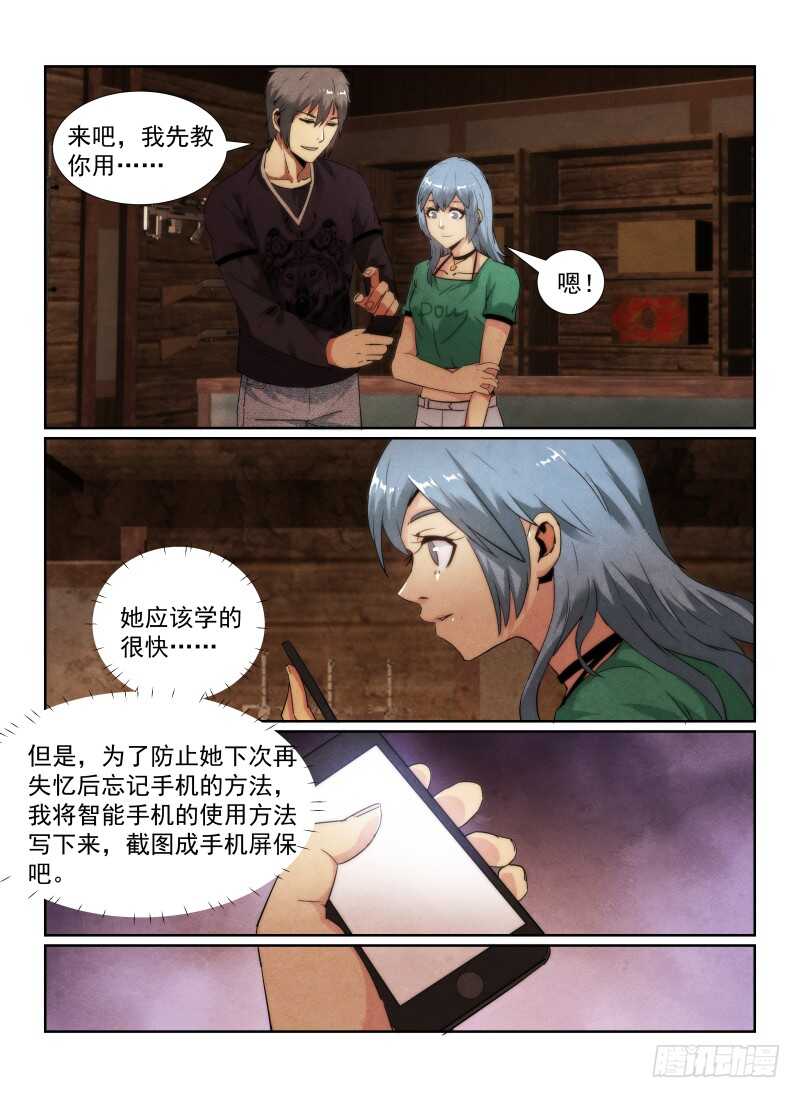 来吧，我先教
你用……
嗯！
DOW
她应该学的
很快……
但是，为了防止她下次再
失忆后忘记手机的方法，
我将智能手机的使用方法
写下来，截图成手机屏保
吧。
腾讯动漫